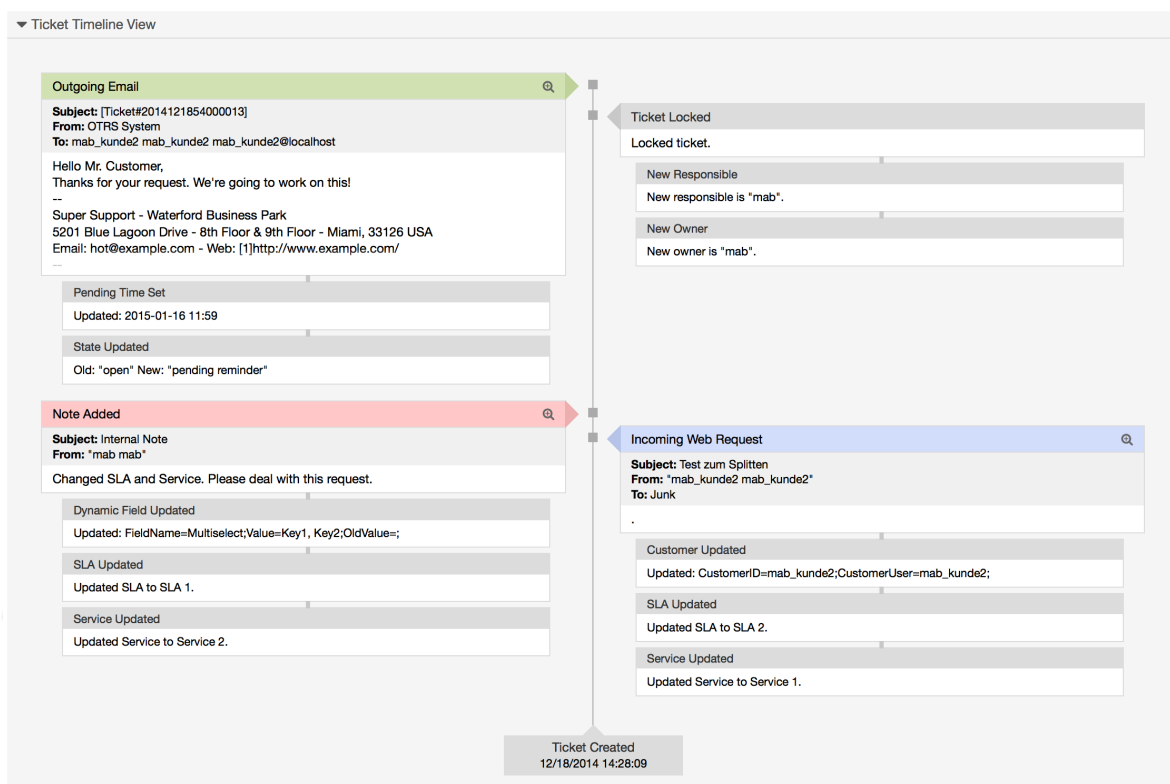 Ticket Timeline View
Outgoing Email
Subject: [Ticket#2014121854000013]
From: OTRS System
To: mab_kunde2 mab_kunde2 mab_kunde2@localhost
Hello Mr. Customer,
Thanks for your request. We're going to work on this!
--
Super Support - Waterford Business Park
5201 Blue Lagoon Drive - 8th Floor & 9th Floor - Miami, 33126 USA
Email: hot@example.com - Web: [1]http://www.example.com/
--
Pending Time Set
Updated: 2015-01-16 11:59
State Updated
Old: "open" New: "pending reminder"
Ticket Locked
Locked ticket.
New Responsible
New responsible is "mab".
New Owner
New owner is "mab".
Note Added
Subject: Internal Note
From: "mab mab"
Changed SLA and Service. Please deal with this request.
Dynamic Field Updated
Updated: FieldName=Multiselect;Value=Key1, Key2;OldValue=;
SLA Updated
Updated SLA to SLA 1.
Service Updated
Updated Service to Service 2.
Incoming Web Request
Subject: Test zum Splitten
From: "mab_kunde2 mab_kunde2"
To: Junk
.
Customer Updated
Updated: CustomerID=mab_kunde2;CustomerUser=mab_kunde2;
SLA Updated
Updated SLA to SLA 2.
Service Updated
Updated Service to Service 1.
Ticket Created
12/18/2014 14:28:09